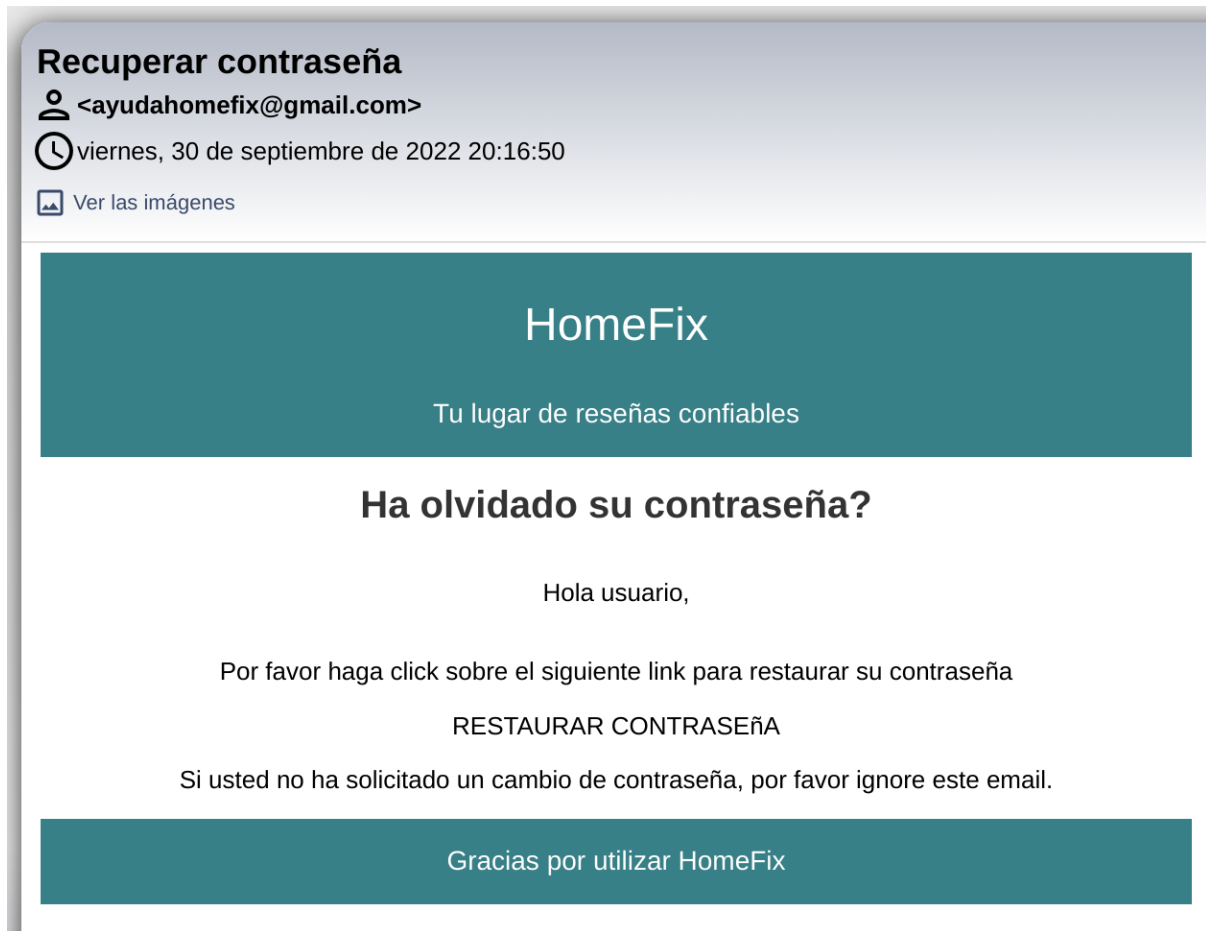 Recuperar contraseña
<ayudahomefix@gmail.com>
viernes, 30 de septiembre de 2022 20:16:50
Ver las imágenes
HomeFix
Tu lugar de reseñas confiables
Ha olvidado su contraseña?
Hola usuario,
Por favor haga click sobre el siguiente link para restaurar su contraseña
RESTAURAR CONTRASEñA
Si usted no ha solicitado un cambio de contraseña, por favor ignore este email.
Gracias por utilizar HomeFix